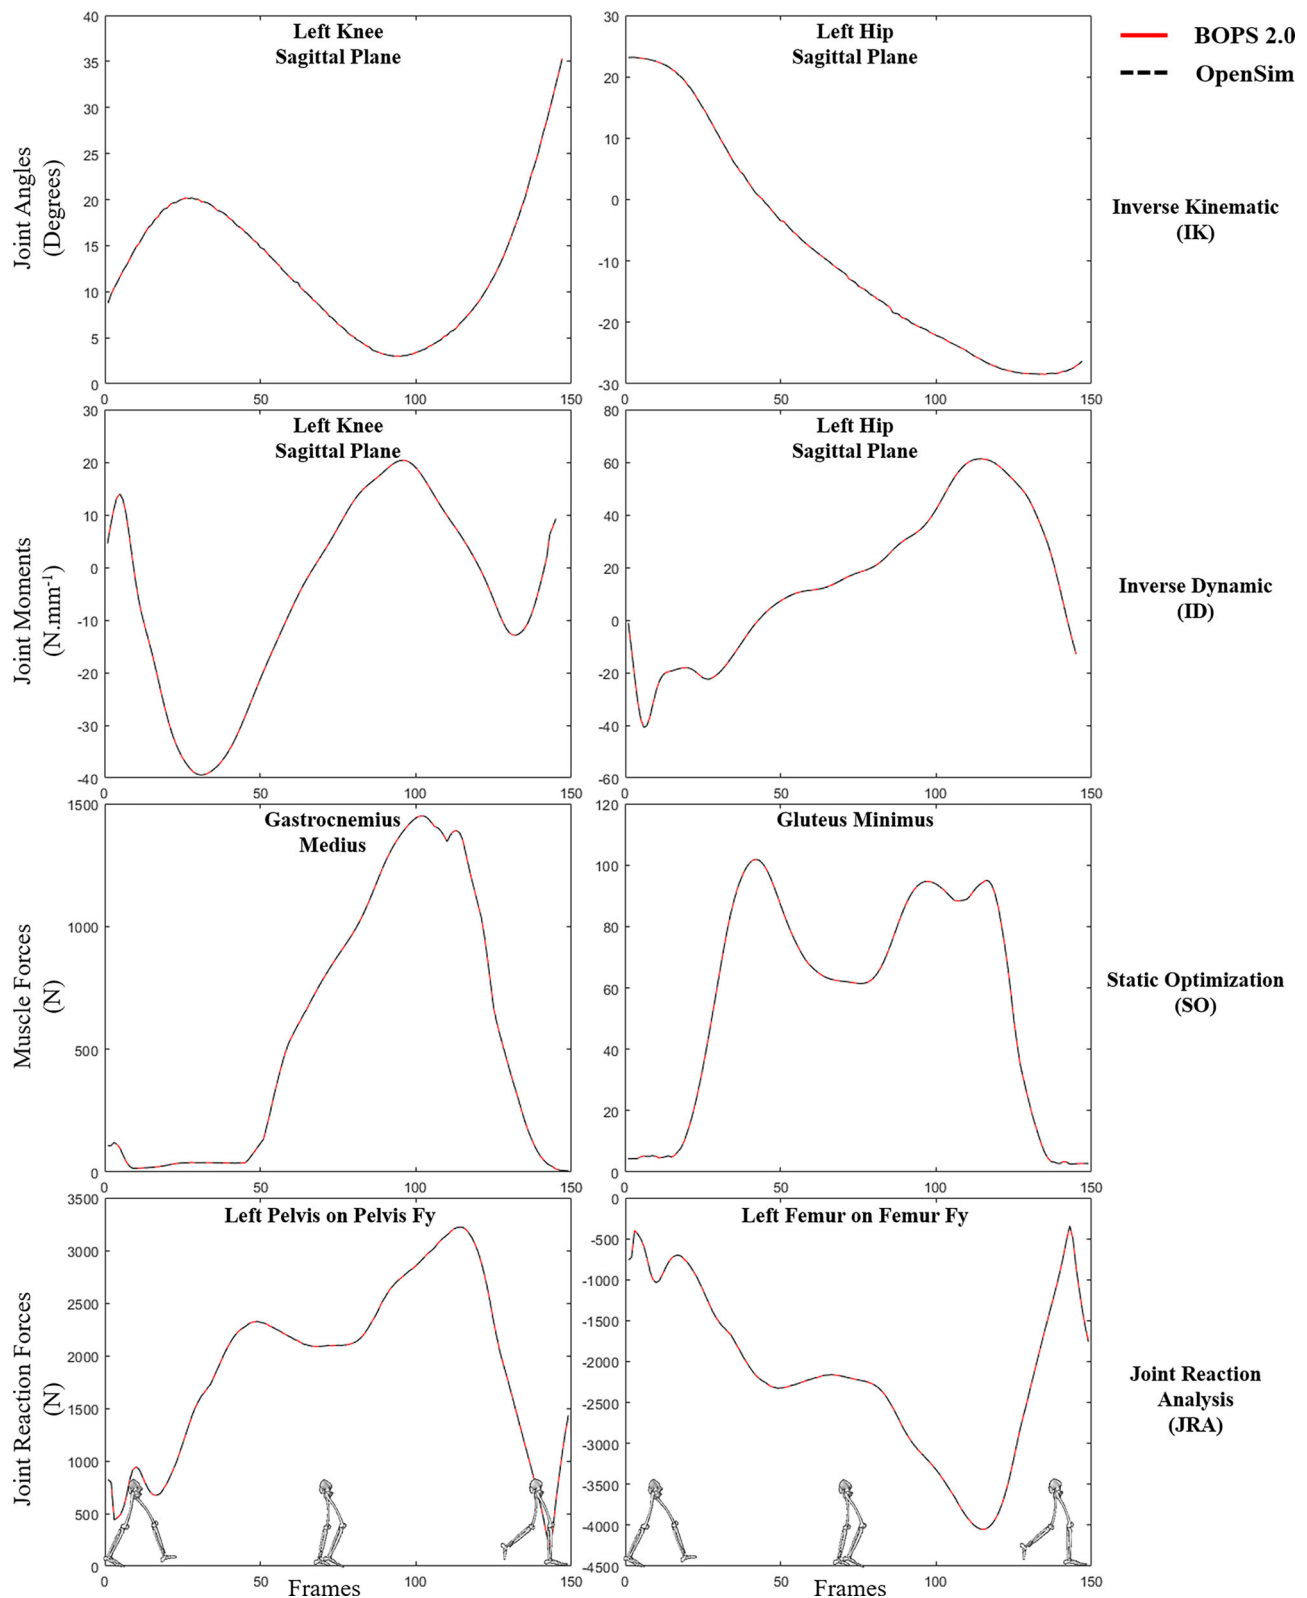 Left Knee
Sagittal Plane
Left Hip
Sagittal Plane
BOPS 2.0
OpenSim
Joint Angles
(Degrees)
40
35
30
25
20
15
10
5
0
0
50
100
150
30
20
10
0
-10
-20
-30
0
50
100
150
Inverse Kinematic
(IK)
Left Knee
Sagittal Plane
Left Hip
Sagittal Plane
Joint Moments
(N.mm-1)
30
20
10
0
-10
-20
-30
-40
0
50
100
150
80
60
40
20
0
-20
-40
-60
0
50
100
150
Inverse Dynamic
(ID)
Gastrocnemius
Medius
Gluteus Minimus
Muscle Forces
(N)
1500
1000
500
0
0
50
100
150
120
100
80
60
40
20
0
0
50
100
150
Static Optimization
(SO)
Left Pelvis on Pelvis Fy
Left Femur on Femur Fy
Joint Reaction Forces
(N)
3500
3000
2500
2000
1500
1000
500
0
0
50
100
150
Frames
0
-500
-1000
-1500
-2000
-2500
-3000
-3500
-4000
-4500
0
50
100
150
Frames
Joint Reaction
Analysis
(JRA)